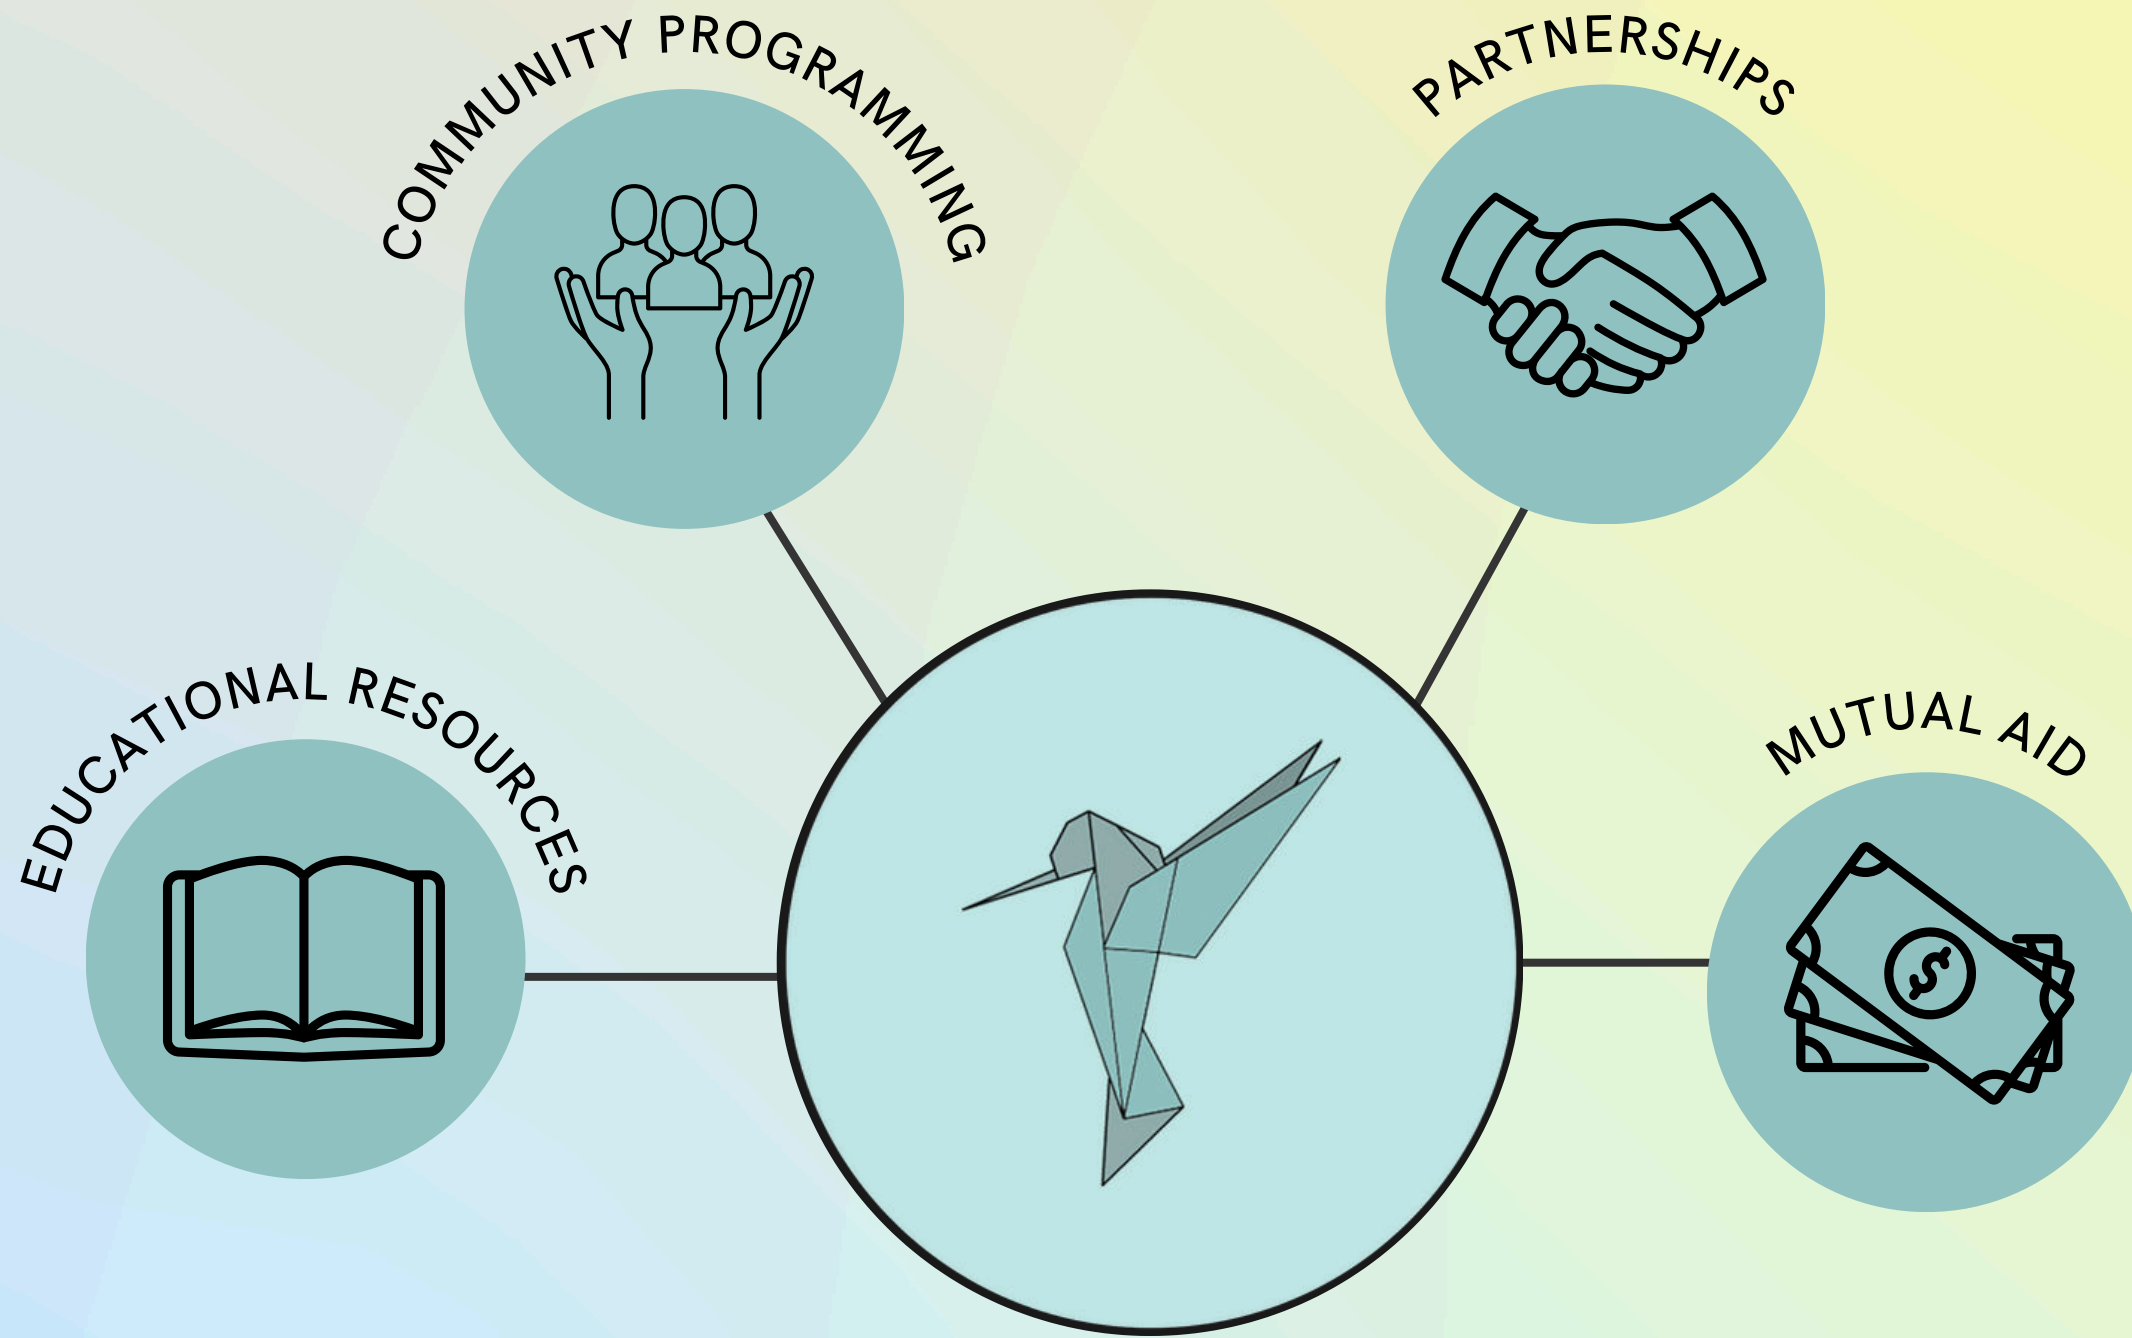 COMMUNITY PROGRAMMING
PARTNERSHIPS
EDUCATIONAL RESOURCES
MUTUAL AID
$